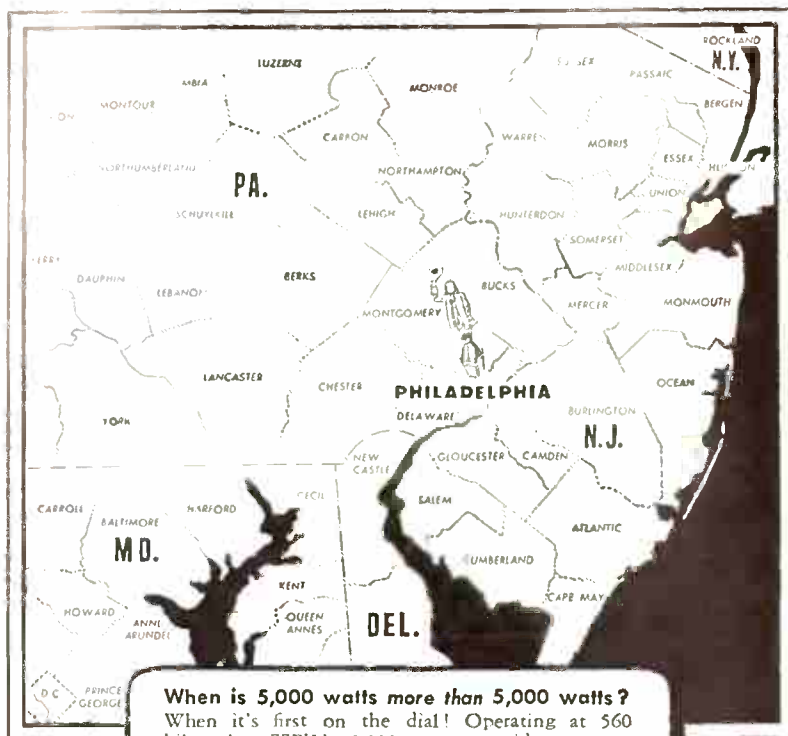 ROCKLAND
N.Y.
LUZERNE
SUSSEX
PASSAIC
MONROE
BERGEN
MONTOUR
CARBON
WARREN
MORRIS
ESSEX
NORTHUMBERLAND
NORTHAMPTON
PA.
UNION
SCHUYLKILL
LEHIGH
HUNTERDON
SOMERSET
MIDDLESEX
DAUPHIN
LEBANON
BERKS
BUCKS
MONTGOMERY
MERCER
MONMOUTH
LANCASTER
CHESTER
PHILADELPHIA
OCEAN
YORK
DELAWARE
BURLINGTON
N.J.
NEW
CASTLE
GLOUCESTER
CAMDEN
CECIL
CARROLL
BALTIMORE
HARFORD
SALEM
MD.
ATLANTIC
UMBERLAND
KENT
CAPE MAY
HOWARD
ANNE
ARUNDEL
QUEEN
ANNES
DEL.
D C
PRINCE
GEORGE
When is 5,000 watts more than 5,000 watts?
When it's first on the dial! Operating at 560